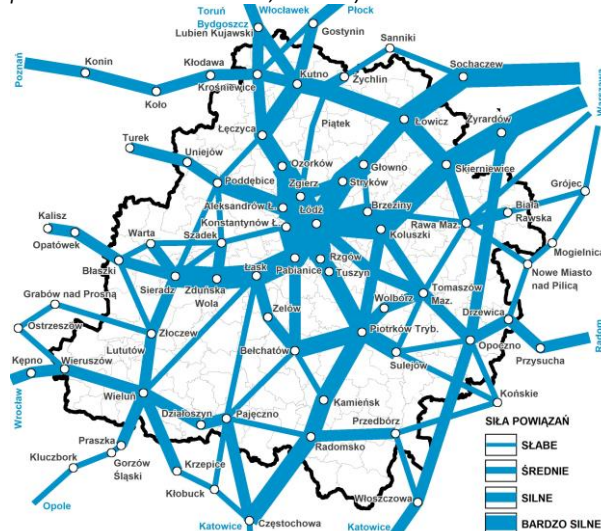 Toruń
Bydgoszcz
Włocławek
Płock
Lubien Kujawski
Gostynin
Sanniki
Sochaczew
Poznań
Konin
Kłodawa
Krośniewice
Kutno
Żychlin
Koło
Łowicz
Żyrardów
Warszawa
Łęczyca
Piątek
Turek
Uniejów
Ozorków
Głowno
Skierniewice
Poddębice
Zgierz
Stryków
Grójec
Aleksandrów Ł.
Łódź
Brzeziny
Biała
Rawska
Rawa Maz.
Kalisz
Opatówek
Warta
Szadek
Konstantynów Ł.
Koluszki
Mogielnica
Błaszki
Łask
Rzgów
Pabianice
Tuszyn
Nowe Miasto
nad Pilicą
Sieradz
Zduńska
Wola
Tomaszów
Maz.
Wolbórz
Grabów nad Prosną
Ostrzeszów
Zelów
Drzewica
Złoczew
Piotrków Tryb.
Opoczno
Radom
Lututów
Bełchatów
Sulejów
Przysucha
Kępno
Wieruszów
Wrocław
Wieluń
Kamieńsk
Końskie
Działoszyn
Pajęczno
Przedbórz
SIŁA POWIĄZAŃ
SŁABE
ŚREDNIE
SILNE
BARDZO SILNE
Praszka
Gorzów
Śląski
Radomsko
Kluczbork
Krzepice
Kłobuck
Włoszczowa
Opole
Katowice
Częstochowa
Katowice